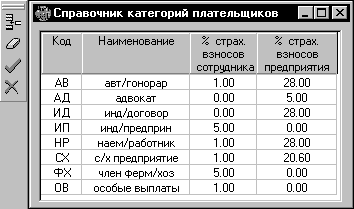 Справочник категорий плательщиков
Код Наименование % страх. взносов сотрудника % страх. взносов предприятия
АВ авт/гонорар 1.00 28.00
АД адвокат 0.00 5.00
ИД инд/договор 0.00 28.00
ИП инд/предприн 5.00 0.00
НР наем/работник 1.00 28.00
СХ с/х предприятие 1.00 20.60
ФХ член ферм/хоз 5.00 0.00
ОВ особые выплаты 1.00 0.00